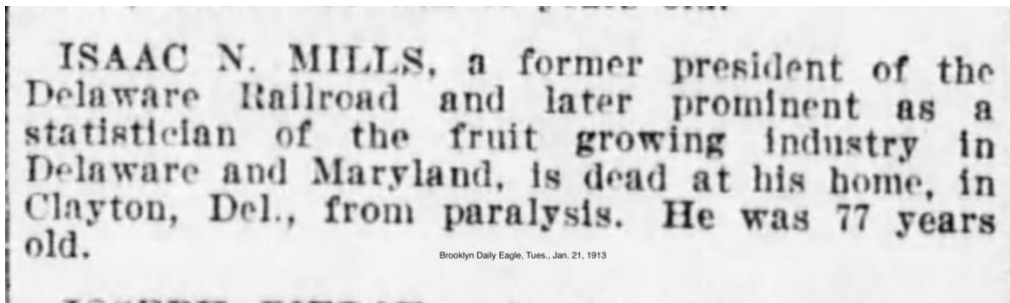 ISAAC N. MILLS, a former president of the
Delaware Railroad and later prominent as a
statistician of the fruit growing industry in
Delaware and Maryland, is dead at his home, in
Clayton, Del., from paralysis. He was 77 years
old.
Brooklyn Daily Eagle, Tues., Jan. 21, 1913